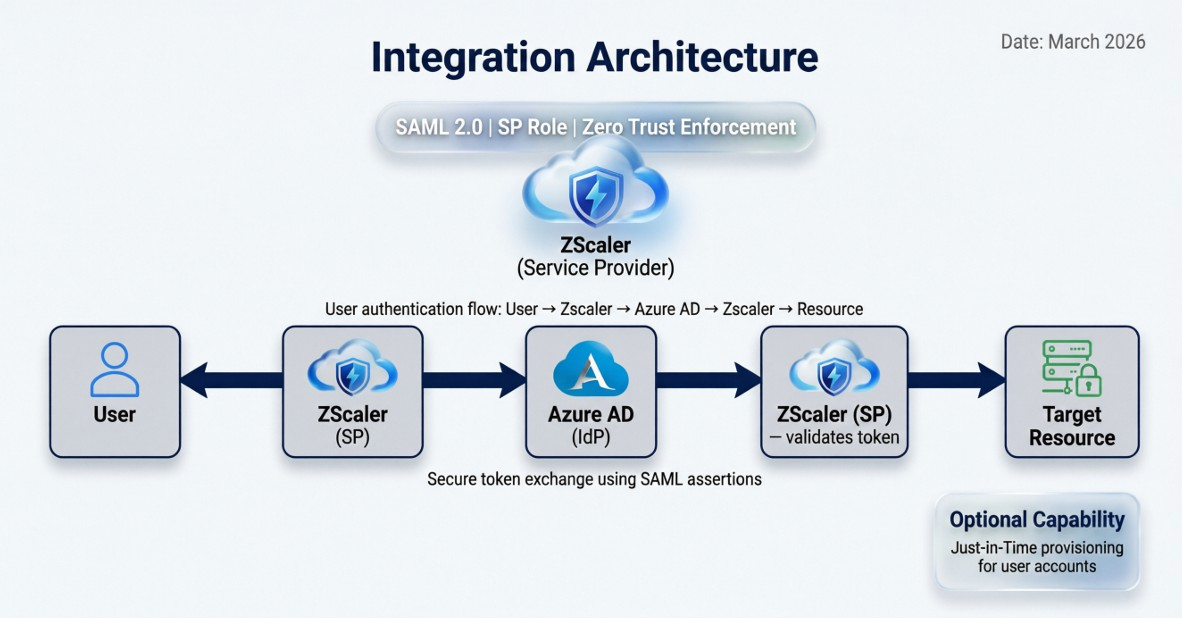 Date: March 2026
Integration Architecture
SAML 2.0 | SP Role | Zero Trust Enforcement
ZScaler
(Service Provider)
User authentication flow: User → Zscaler → Azure AD → Zscaler → Resource
User
ZScaler
(SP)
Azure AD
(IdP)
ZScaler (SP)
— validates token
Target
Resource
Secure token exchange using SAML assertions
Optional Capability
Just-in-Time provisioning
for user accounts